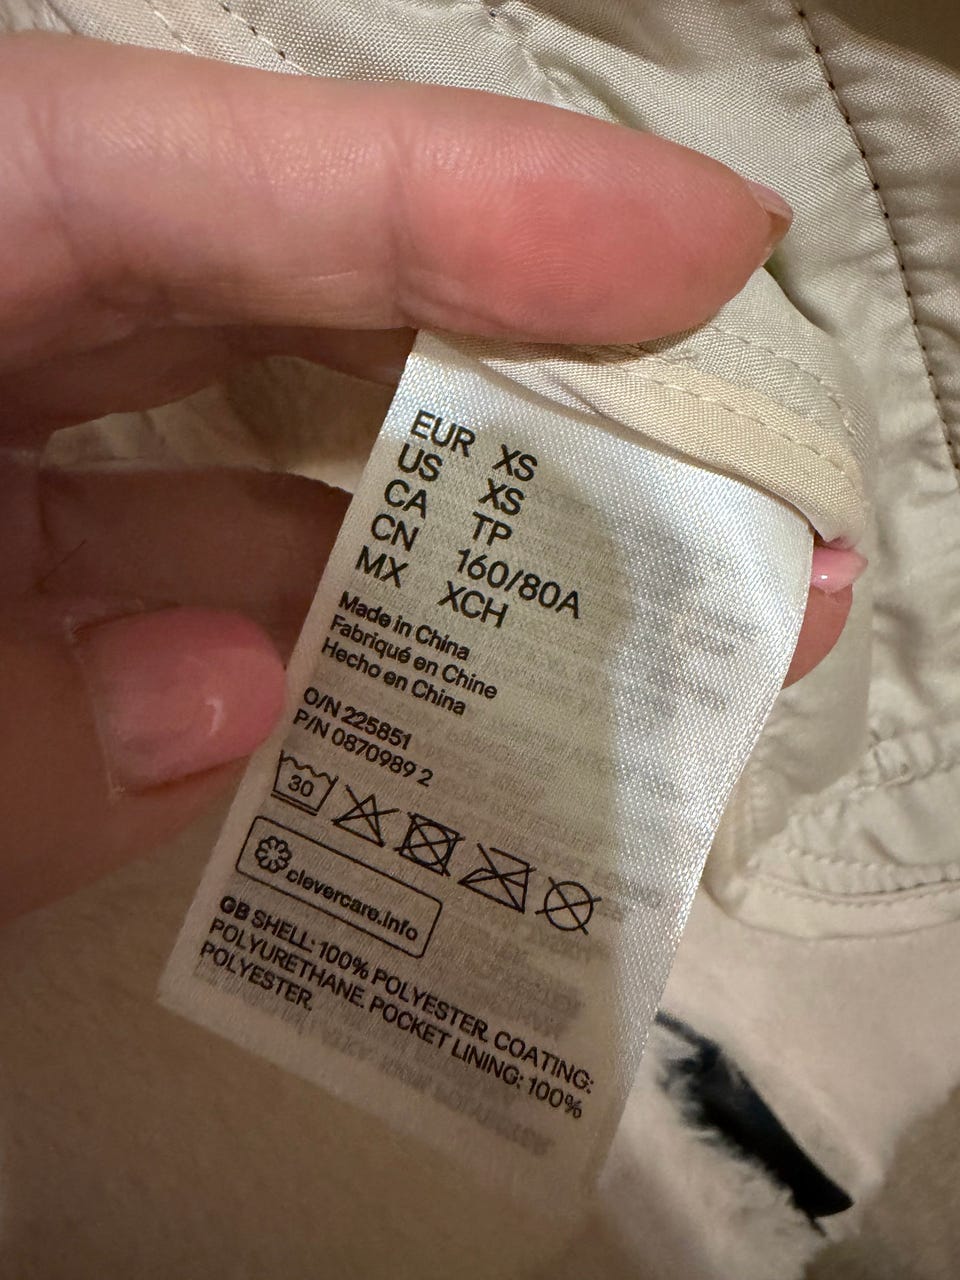 EUR XS
US XS
CA TP
CN 160/80A
MX XCH
Made in China
Fabriqué en Chine
Hecho en China
O/N 225851
P/N 0870989 2
30
clevercare.info
GB SHELL: 100% POLYESTER. COATING:
POLYURETHANE. POCKET LINING: 100%
POLYESTER.